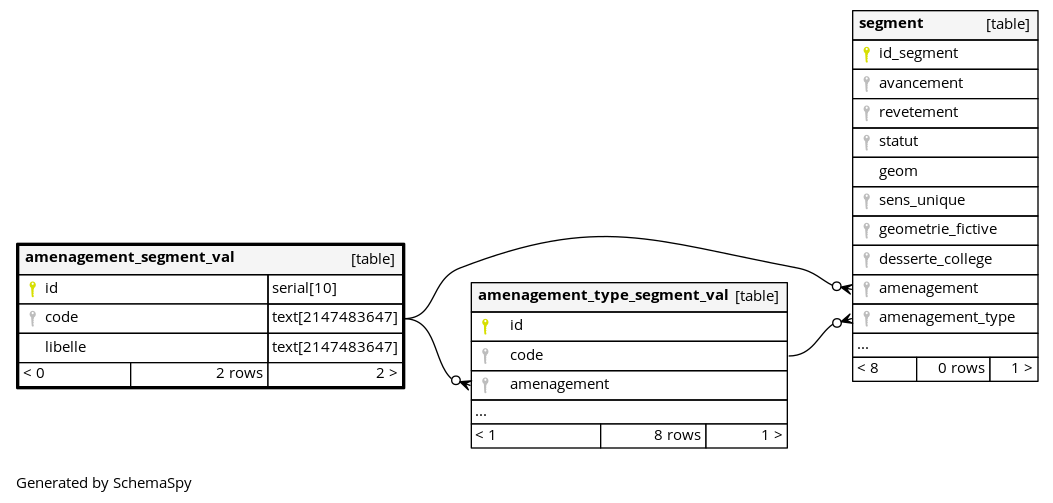 segment [table]
id_segment
avancement
revetement
statut
geom
sens_unique
geometrie_fictive
desserte_college
amenagement
amenagement_type
...
< 8 0 rows 1 >
amenagement_segment_val [table]
id serial[10]
code text[2147483647]
libelle text[2147483647]
< 0 2 rows 2 >
amenagement_type_segment_val [table]
id
code
amenagement
...
< 1 8 rows 1 >
Generated by SchemaSpy